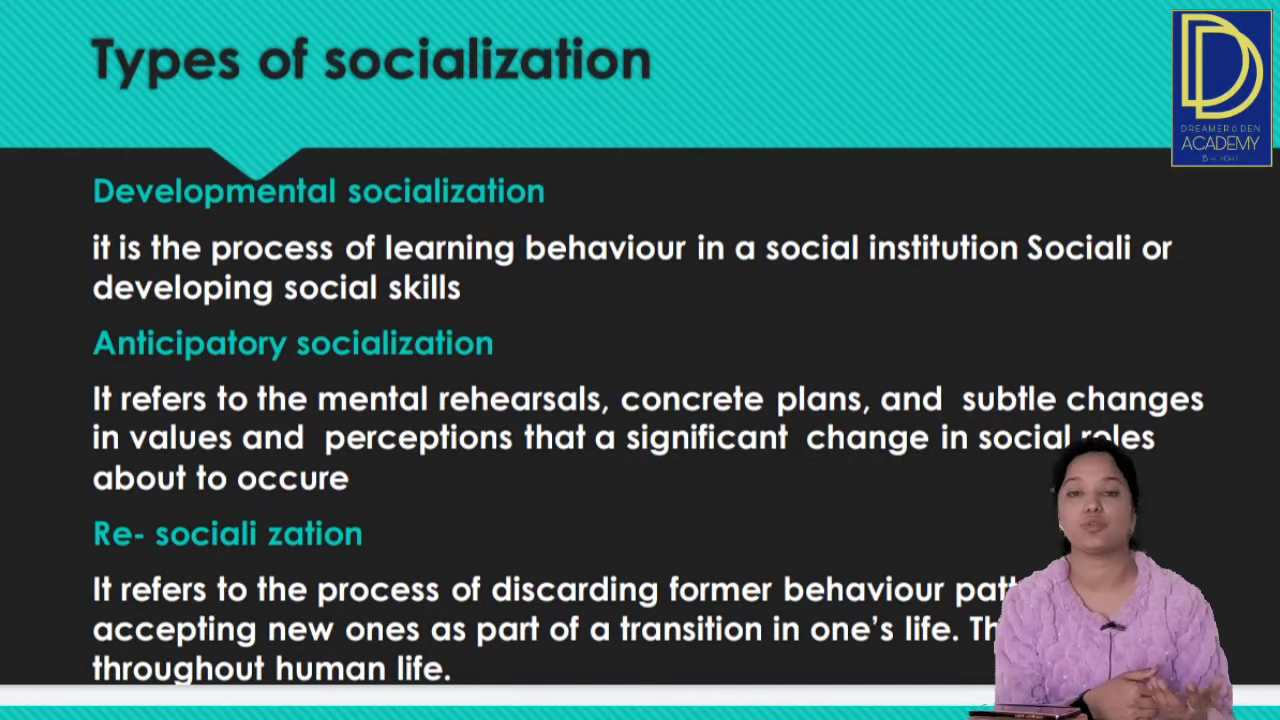 Types of socialization
DREAMER'S DEN
ACADEMY
Developmental socialization
it is the process of learning behaviour in a social institution Sociali or
developing social skills
Anticipatory socialization
It refers to the mental rehearsals, concrete plans, and subtle changes
in values and perceptions that a significant change in social roles
about to occure
Re- sociali zation
It refers to the process of discarding former behaviour
accepting new ones as part of a transition in one's life.
throughout human life.